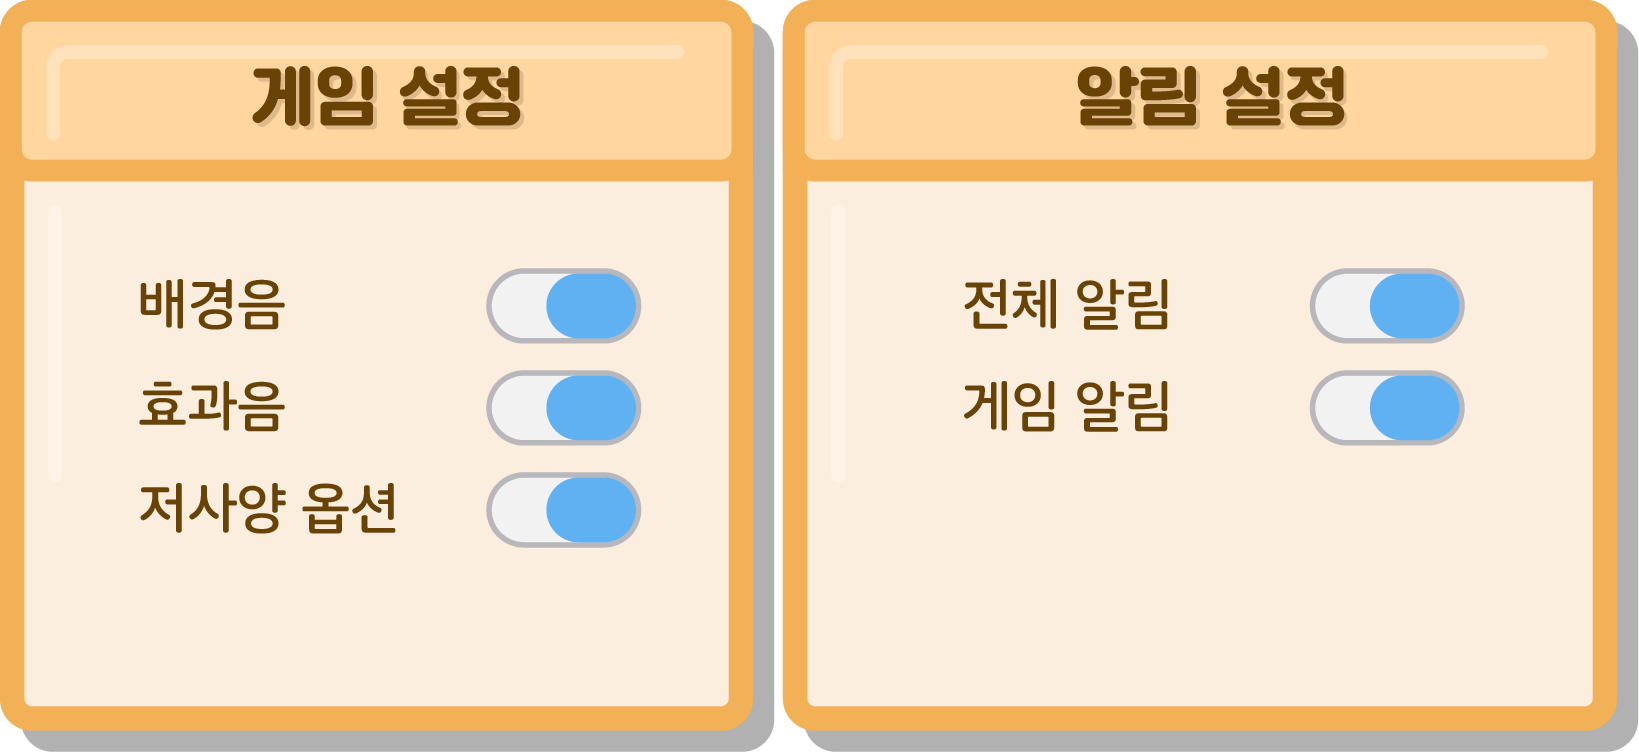 게임 설정
배경음
효과음
저사양 옵션
알림 설정
전체 알림
게임 알림